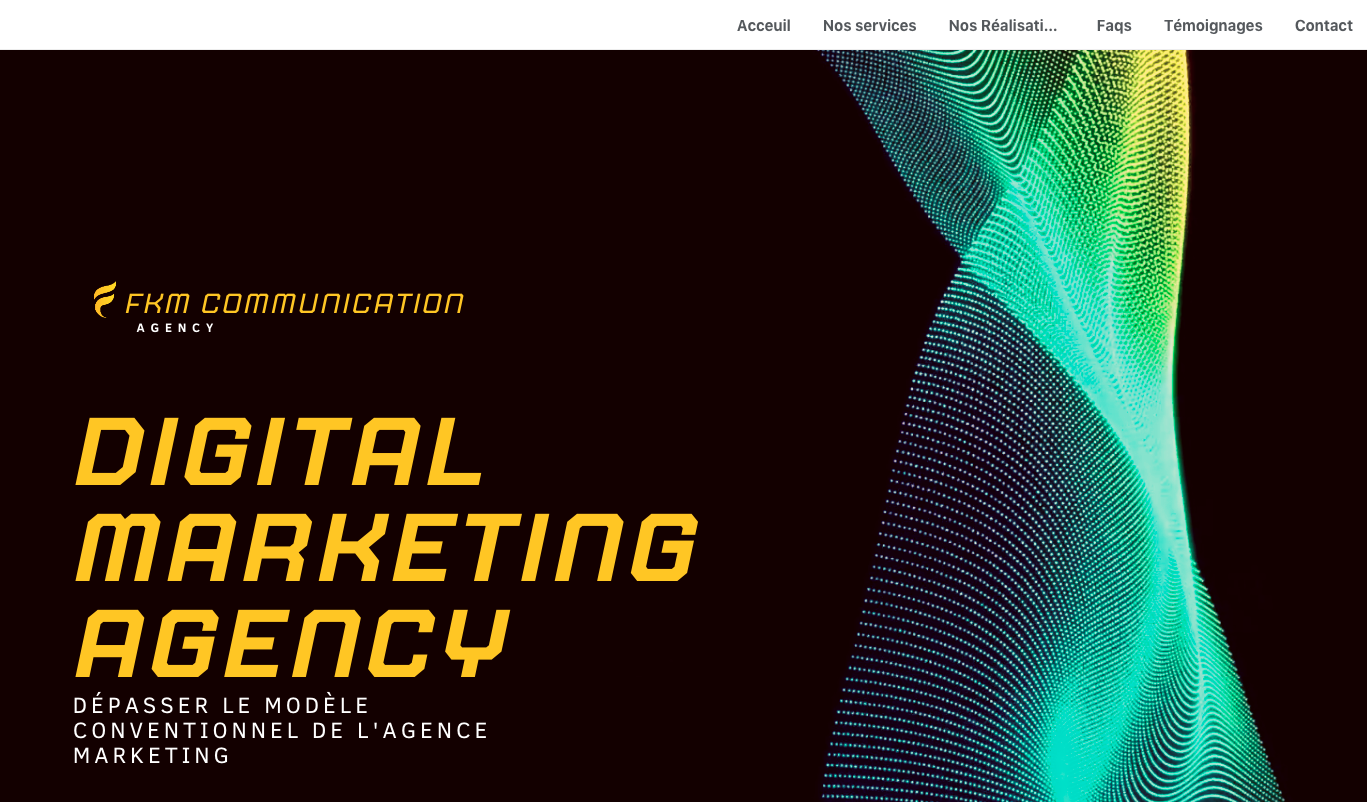 Acceuil Nos services Nos Réalisati... Faqs Témoignages Contact
FKM COMMUNICATION
AGENCY
DIGITAL
MARKETING
AGENCY
DÉPASSER LE MODÈLE
CONVENTIONNEL DE L'AGENCE
MARKETING